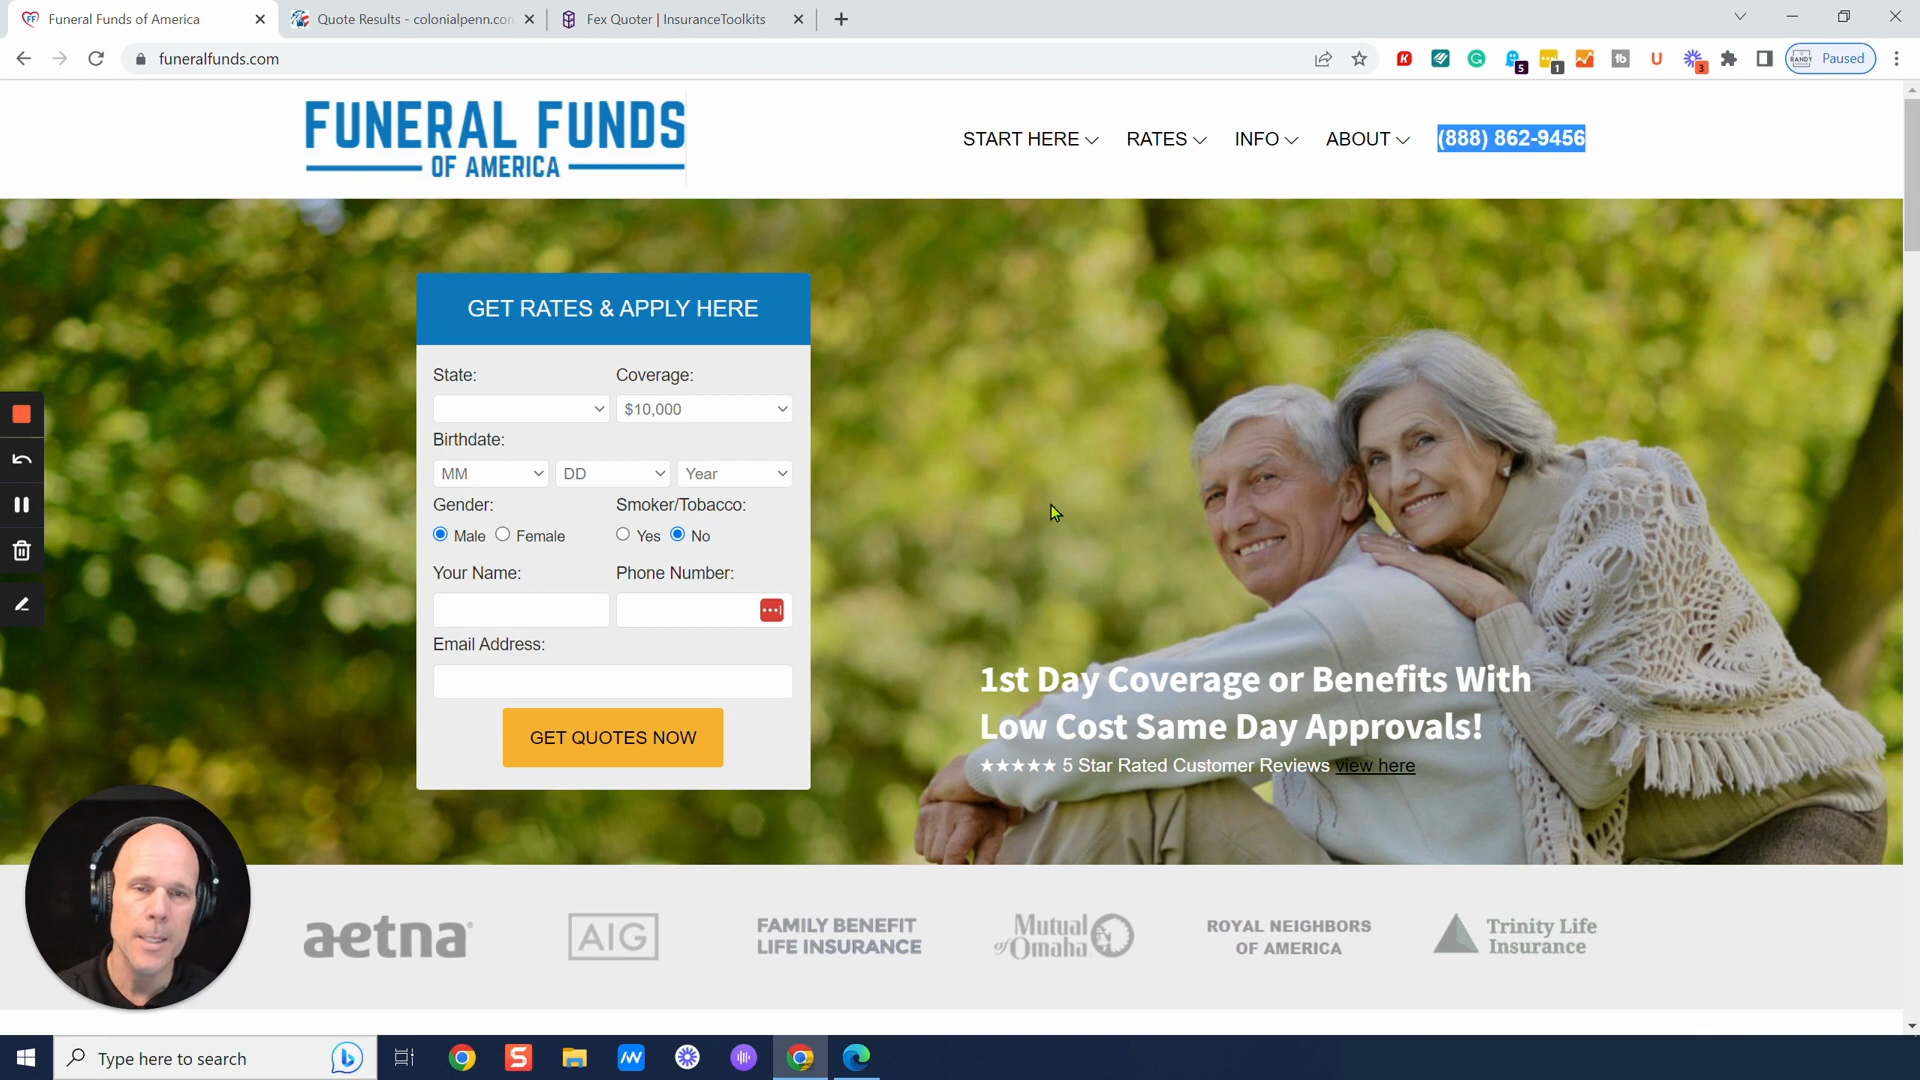 Funeral Funds of America
Quote Results - colonialpenn.con
Fex Quoter | InsuranceToolkits
funeralfunds.com
5
1
3
RANDY
Paused
FUNERAL FUNDS
OF AMERICA
START HERE
RATES
INFO
ABOUT
(888) 862-9456
GET RATES & APPLY HERE
State:
Coverage:
$10,000
Birthdate:
MM
DD
Year
Gender:
Smoker/Tobacco:
Male
Female
Yes
No
Your Name:
Phone Number:
Email Address:
GET QUOTES NOW
1st Day Coverage or Benefits With
Low Cost Same Day Approvals!
★★★★★ 5 Star Rated Customer Reviews view here
aetna
AIG
FAMILY BENEFIT
LIFE INSURANCE
Mutual
of Omaha
ROYAL NEIGHBORS
OF AMERICA
Trinity Life
Insurance
Type here to search